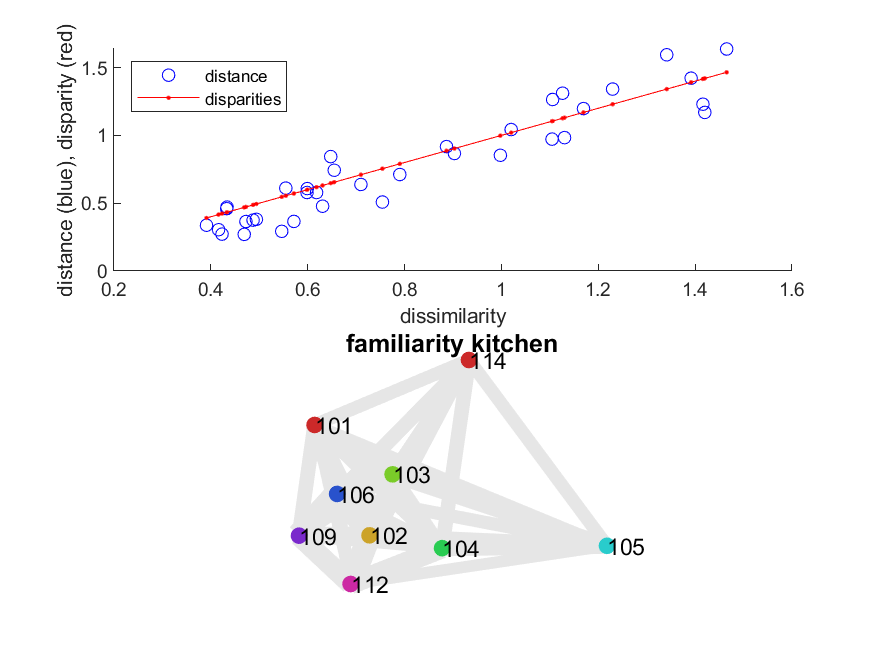 distance (blue), disparity (red)
1.5
1
0.5
0
distance
disparities
0.2 0.4 0.6 0.8 1 1.2 1.4 1.6
dissimilarity
familiarity kitchen
114
101
103
106
109
102
104
105
112